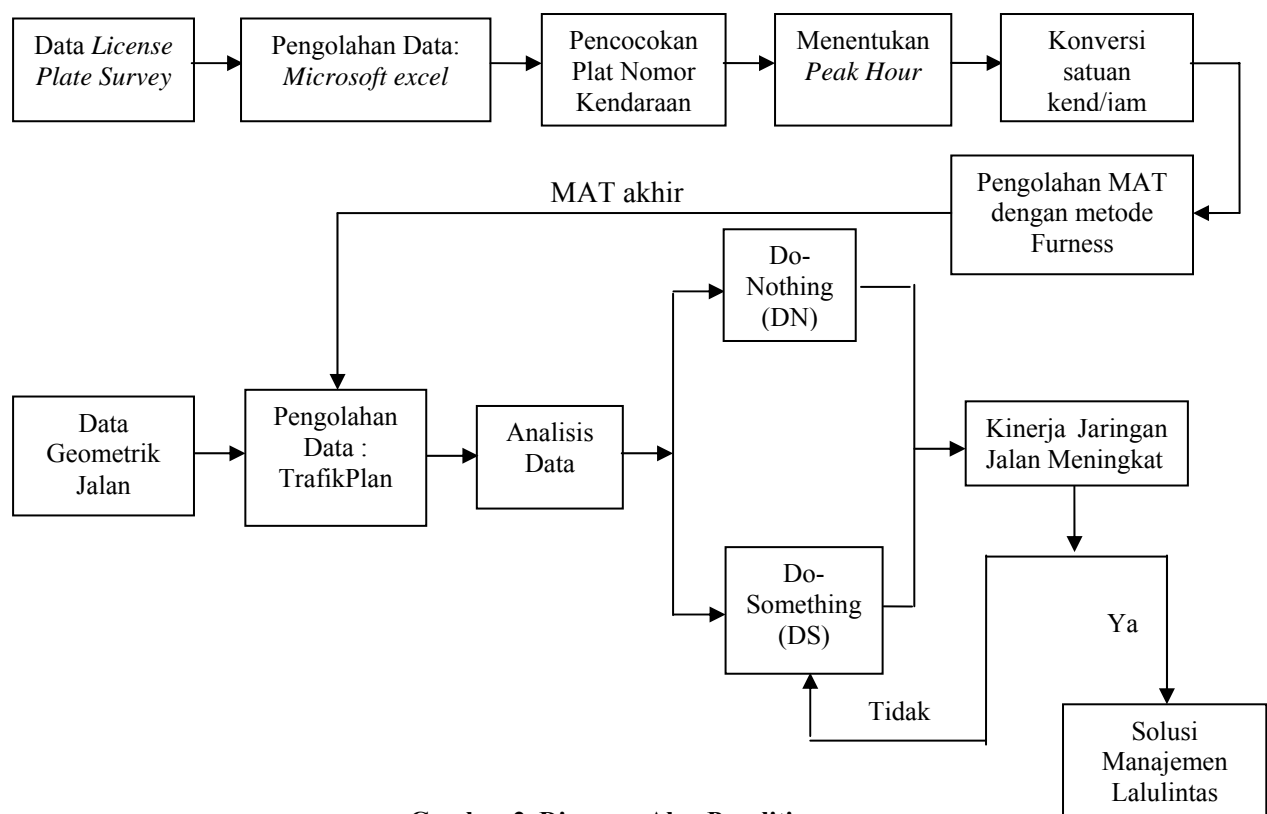 Data License
Plate Survey
Pengolahan Data:
Microsoft excel
Pencocokan
Plat Nomor
Kendaraan
Menentukan
Peak Hour
Konversi
satuan
kend/iam
Pengolahan MAT
dengan metode
Furness
MAT akhir
Do-
Nothing
(DN)
Data
Geometrik
Jalan
Pengolahan
Data :
TrafikPlan
Analisis
Data
Kinerja Jaringan
Jalan Meningkat
Do-
Something
(DS)
Ya
Tidak
Solusi
Manajemen
Lalulintas